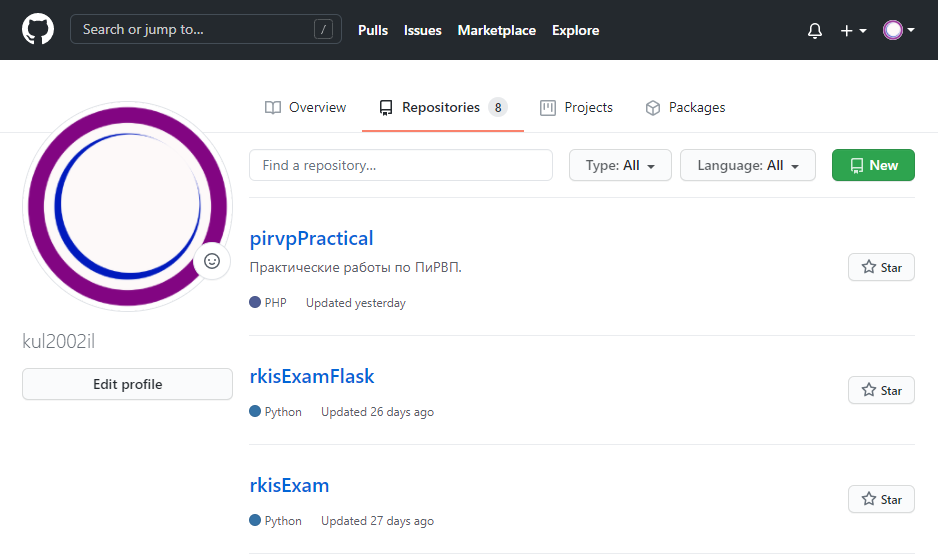 Search or jump to... / Pulls Issues Marketplace Explore
Overview Repositories 8 Projects Packages
Find a repository... Type: All Language: All New
pirvpPractical
Практические работы по ПиРВП.
Star
PHP Updated yesterday
kul2002il
Edit profile
rkisExamFlask
Star
Python Updated 26 days ago
rkisExam
Star
Python Updated 27 days ago